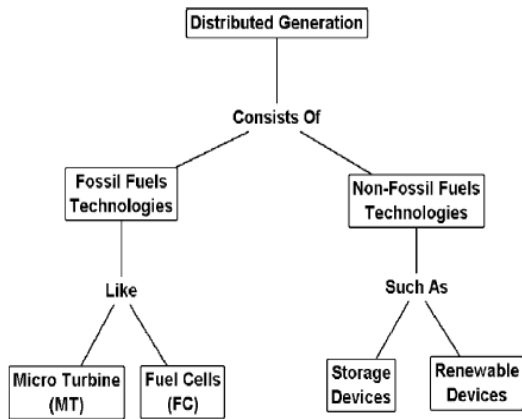 Distributed Generation
Consists Of
Fossil Fuels
Technologies
Non-Fossil Fuels
Technologies
Like
Such As
Micro Turbine
(MT)
Fuel Cells
(FC)
Storage
Devices
Renewable
Devices